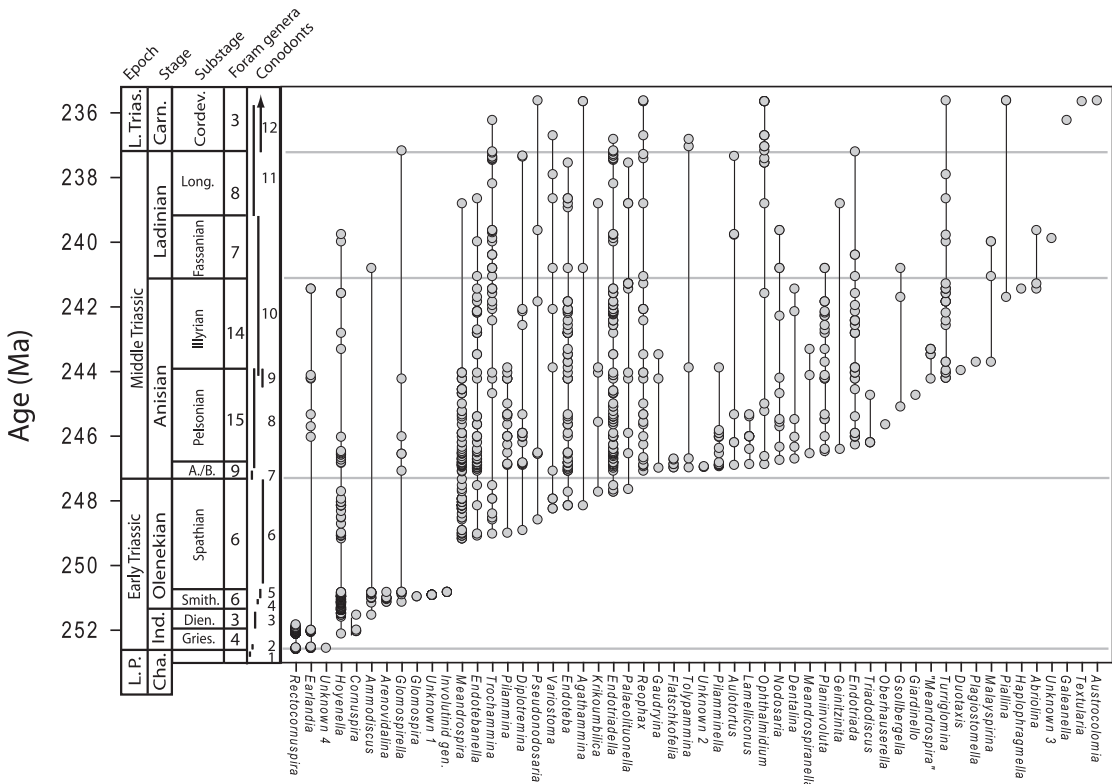 Epoch
Stage
Substage
Foram genera
Conodonts
Age (Ma)
236
238
240
242
244
246
248
250
252
L. Trias.
Middle Triassic
Early Triassic
L. P.
Carn.
Ladinian
Anisian
Olenekian
Ind.
Cha.
Cordev.
Long.
Fassanian
Illyrian
Pelsonian
A./B.
Spathian
Smith.
Dien.
Gries.
3
8
7
14
15
9
6
6
3
4
12
11
10
9
8
7
6
5
4
3
2
1
Rectocornuspira
Earlandia
Unknown 4
Hoyenella
Cornuspira
Ammodiscus
Arenovidalina
Glomospirella
Glomospira
Unknown 1
Involutinid gen.
Meandrospira
Endotebanella
Trochammina
Pilammina
Diplotremina
Pseudonodosaria
Variostoma
Endoteba
Agathammina
Krikoumbilica
Endotriadella
Palaeolituonella
Reophax
Gaudryina
Flatschkofelia
Tolypammina
Unknown 2
Pilamminella
Aulotortus
Lamelliconus
Ophthalmidium
Nodosaria
Dentalina
Meandrospiranella
Planiinvoluta
Geinitzinita
Endotriada
Triadodiscus
Oberhauserella
Gsollbergella
Giardinello
"Meandrospira"
Turriglomina
Ducotaxis
Plagiostomella
Malayspirina
Pialina
Haplophragmella
Abriolina
Unknown 3
Galeanella
Textularia
Austrocolomia